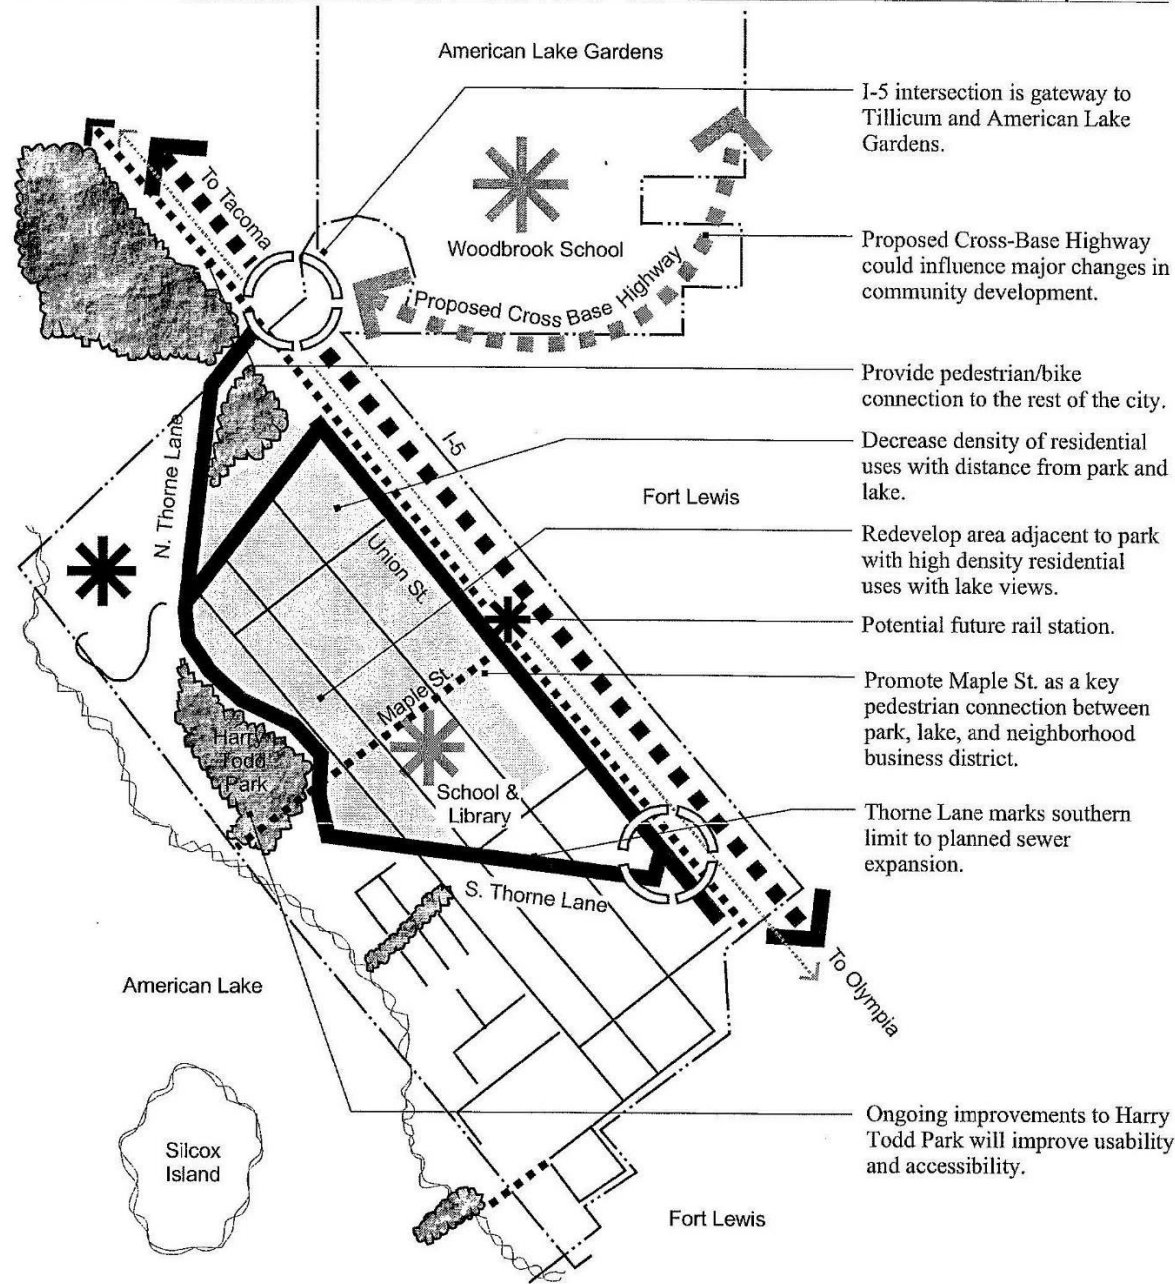 American Lake Gardens
I-5 intersection is gateway to
Tillicum and American Lake
Gardens.
To Tacoma
Woodbrook School
Proposed Cross Base Highway
Proposed Cross-Base Highway
could influence major changes in
community development.
Provide pedestrian/bike
connection to the rest of the city.
N. Thorne Lane
I-5
Decrease density of residential
uses with distance from park and
lake.
Fort Lewis
Union St.
Redevelop area adjacent to park
with high density residential
uses with lake views.
Potential future rail station.
Maple St.
Promote Maple St. as a key
pedestrian connection between
park, lake, and neighborhood
business district.
Harry
Todd
Park
School &
Library
Thorne Lane marks southern
limit to planned sewer
expansion.
S. Thorne Lane
American Lake
To Olympia
Silcox
Island
Ongoing improvements to Harry
Todd Park will improve usability
and accessibility.
Fort Lewis